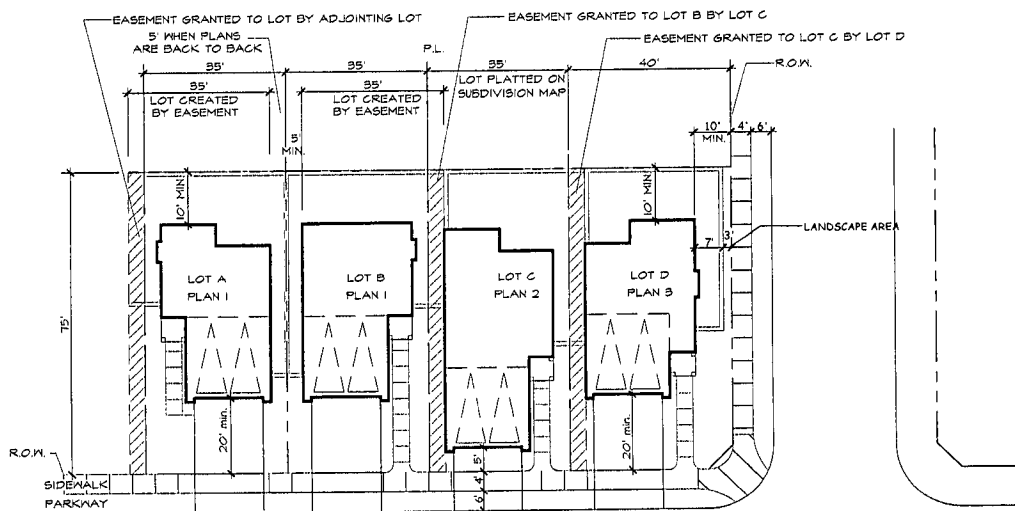 EASEMENT GRANTED TO LOT BY ADJOINTING LOT
EASEMENT GRANTED TO LOT B BY LOT C
5' WHEN PLANS
ARE BACK TO BACK
P.L.
EASEMENT GRANTED TO LOT C BY LOT D
35'
35'
35'
40'
R.O.W.
LOT PLATTED ON
SUBDIVISION MAP
35'
35'
LOT CREATED
BY EASEMENT
LOT CREATED
BY EASEMENT
10'
MIN.
4'
6'
5'
MIN.
10' MIN.
10' MIN.
LANDSCAPE AREA
7'
3'
LOT A
PLAN 1
LOT B
PLAN 1
LOT C
PLAN 2
LOT D
PLAN 3
75'
20' min.
20' min.
R.O.W.
5'
SIDEWALK
4'
PARKWAY
6'